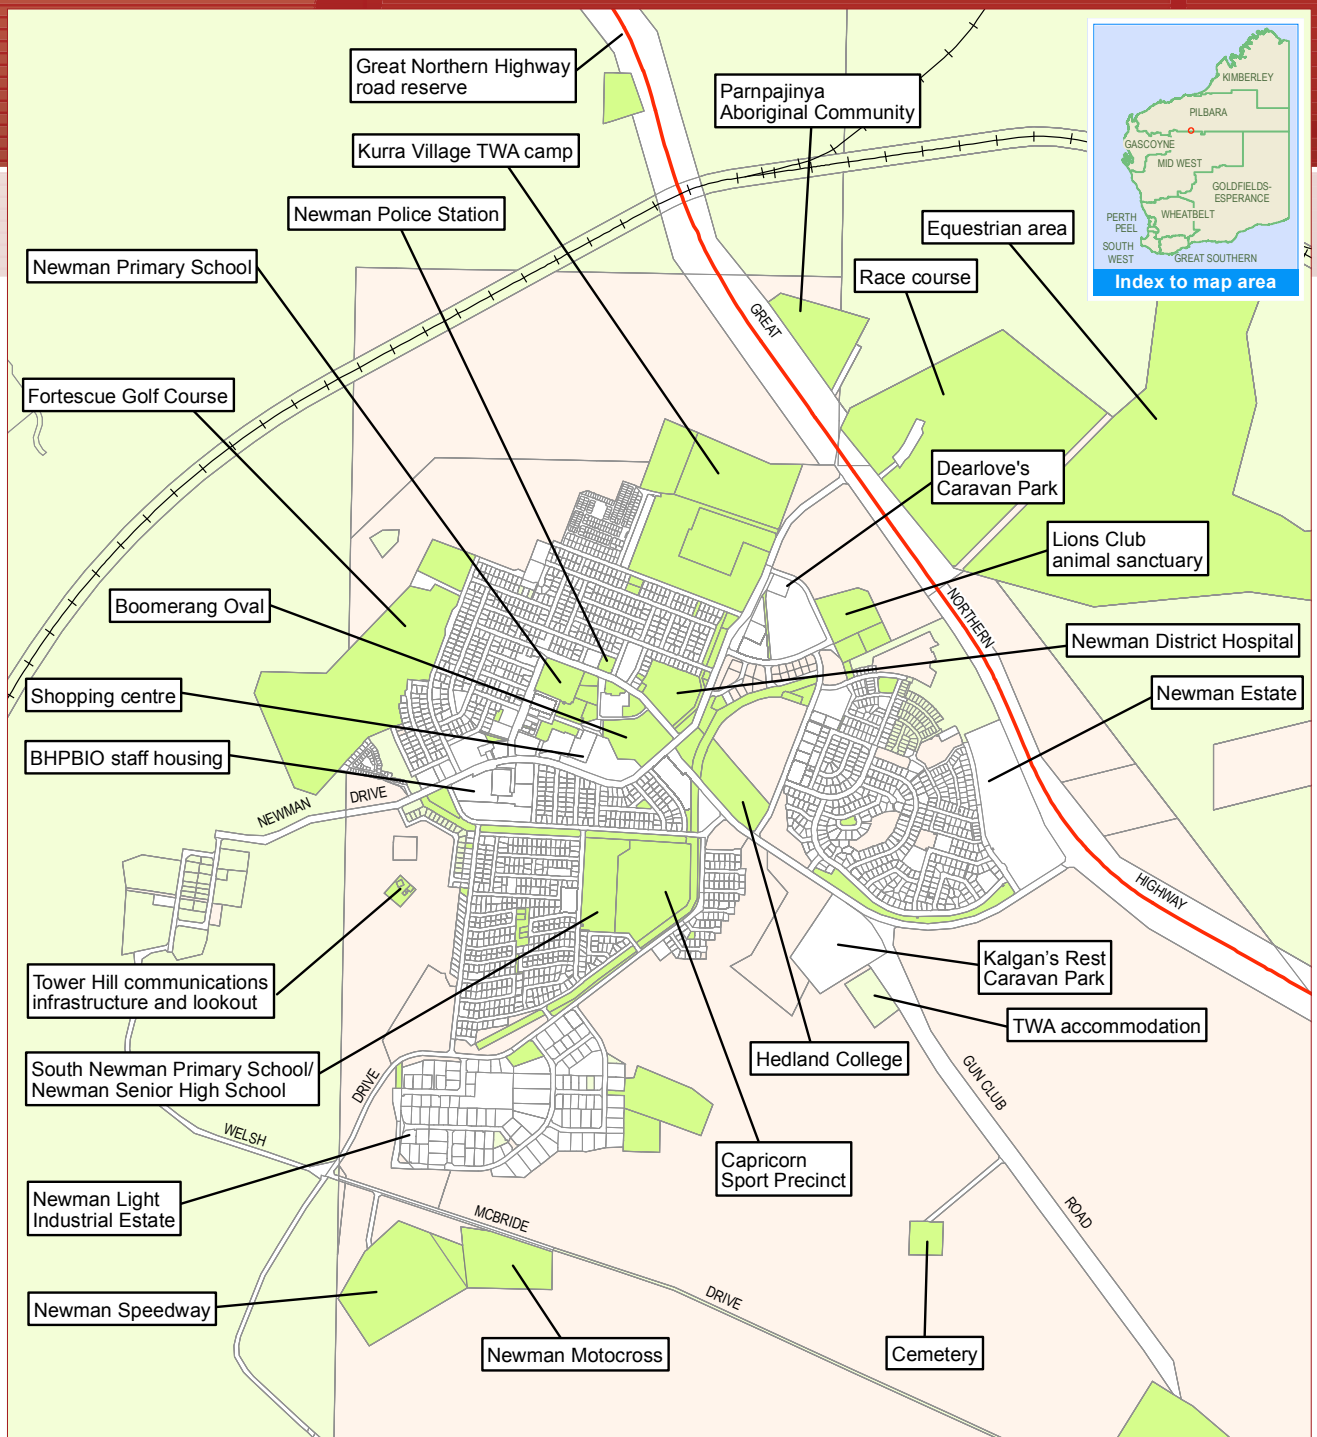 Great Northern Highway
road reserve
Parnpajinya
Aboriginal Community
Kurra Village TWA camp
Newman Police Station
Newman Primary School
Fortescue Golf Course
Equestrian area
Race course
KIMBERLEY
PILBARA
GASCOYNE
MID WEST
GOLDFIELDS-
ESPERANCE
WHEATBELT
PERTH
PEEL
SOUTH
WEST
GREAT SOUTHERN
Index to map area
GREAT
Dearlove's
Caravan Park
Lions Club
animal sanctuary
Boomerang Oval
NORTHERN
Newman District Hospital
Shopping centre
Newman Estate
BHPBIO staff housing
NEWMAN
DRIVE
HIGHWAY
Tower Hill communications
infrastructure and lookout
Kalgan's Rest
Caravan Park
TWA accommodation
Hedland College
South Newman Primary School/
Newman Senior High School
DRIVE
GUN CLUB
WELSH
Capricorn
Sport Precinct
Newman Light
Industrial Estate
MCBRIDE
ROAD
DRIVE
Newman Speedway
Newman Motocross
Cemetery